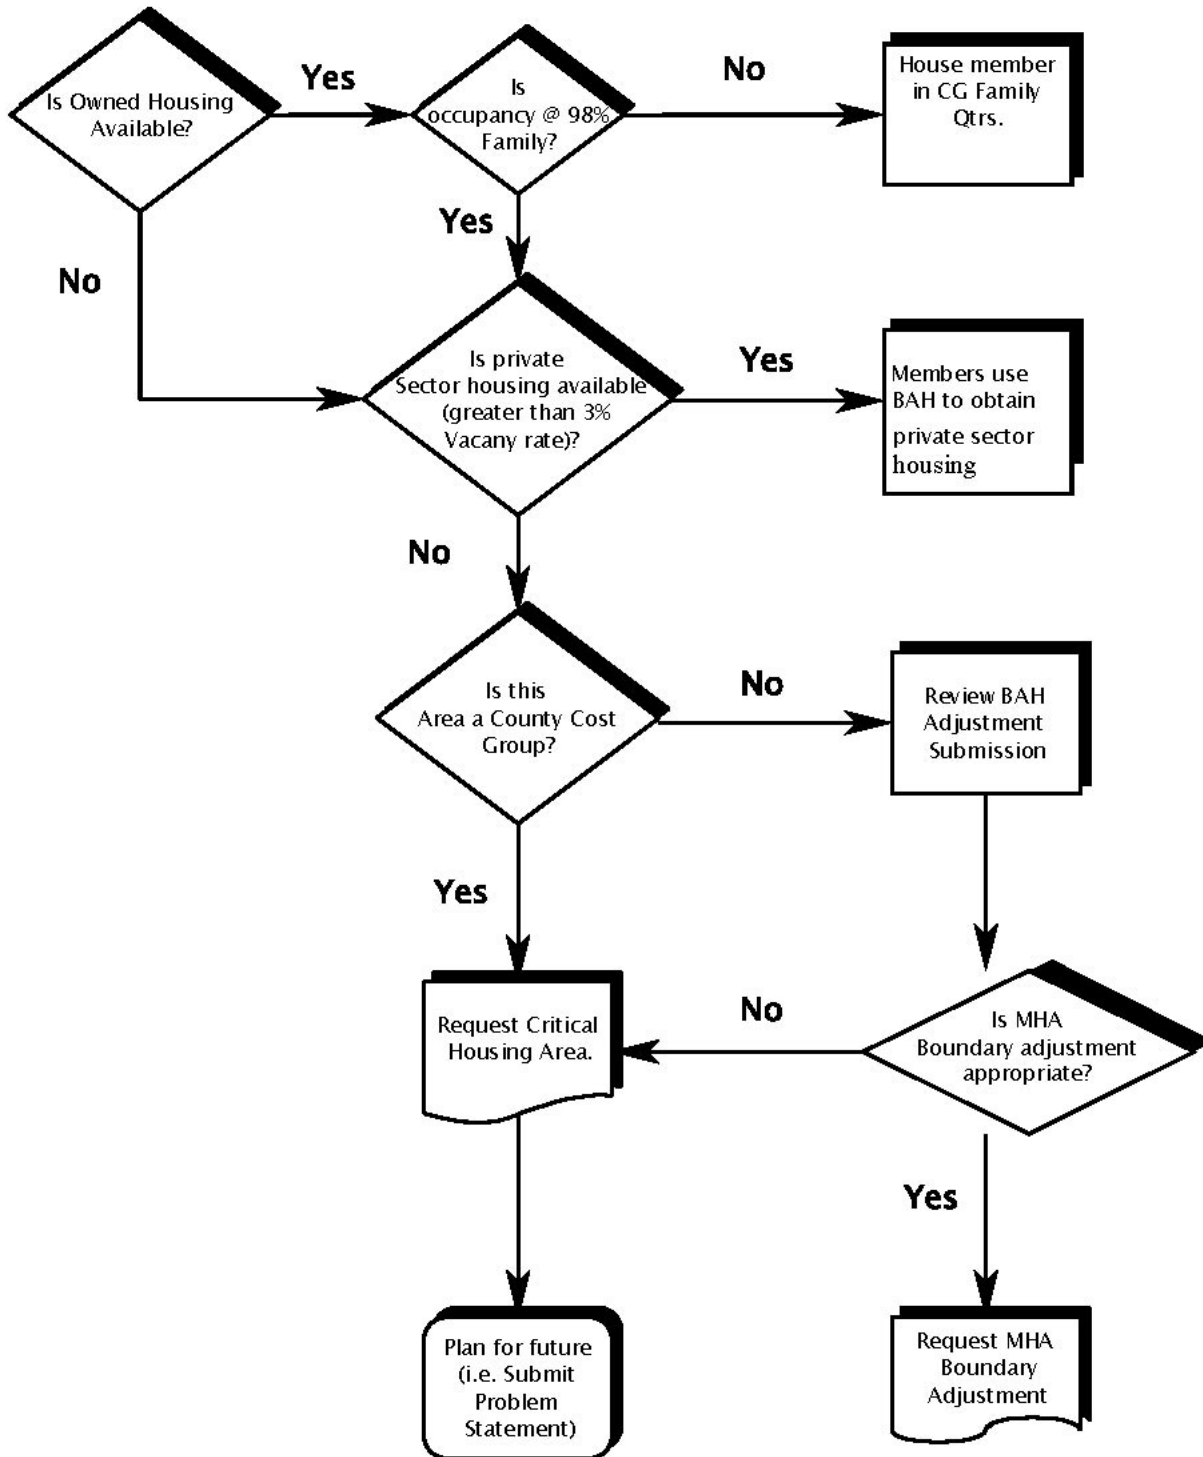 Is Owned Housing
Available?
Yes
Is
occupancy @ 98%
Family?
No
House member
in CG Family
Qtrs.
No
Yes
Is private
Sector housing available
(greater than 3%
Vacany rate)?
Yes
Members use
BAH to obtain
private sector
housing
No
Is this
Area a County Cost
Group?
No
Review BAH
Adjustment
Submission
Yes
Request Critical
Housing Area.
No
Is MHA
Boundary adjustment
appropriate?
Yes
Plan for future
(i.e. Submit
Problem
Statement)
Request MHA
Boundary
Adjustment